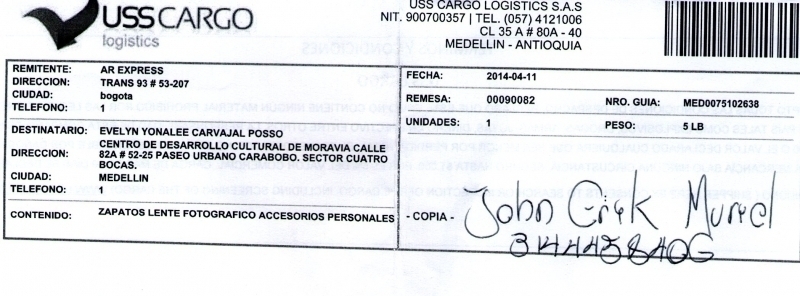 USSCARGO
logistics
USS CARGO LOGISTICS S.A.S
NIT. 900700357 | TEL. (057) 4121006
CL 35 A # 80A - 40
MEDELLIN - ANTIOQUIA
REMITENTE: AR EXPRESS
DIRECCION: TRANS 93 # 53-207
CIUDAD: bogota
TELEFONO: 1
DESTINATARIO: EVELYN YONALEE CARVAJAL POSSO
DIRECCION: CENTRO DE DESARROLLO CULTURAL DE MORAVIA CALLE
82A # 52-25 PASEO URBANO CARABOBO. SECTOR CUATRO
BOCAS.
CIUDAD: MEDELLIN
TELEFONO: 1
CONTENIDO: ZAPATOS LENTE FOTOGRAFICO ACCESORIOS PERSONALES
FECHA: 2014-04-11
REMESA: 00090082 NRO. GUIA: MED0075102638
UNIDADES: 1 PESO: 5 LB
- COPIA - John Erik Muriel